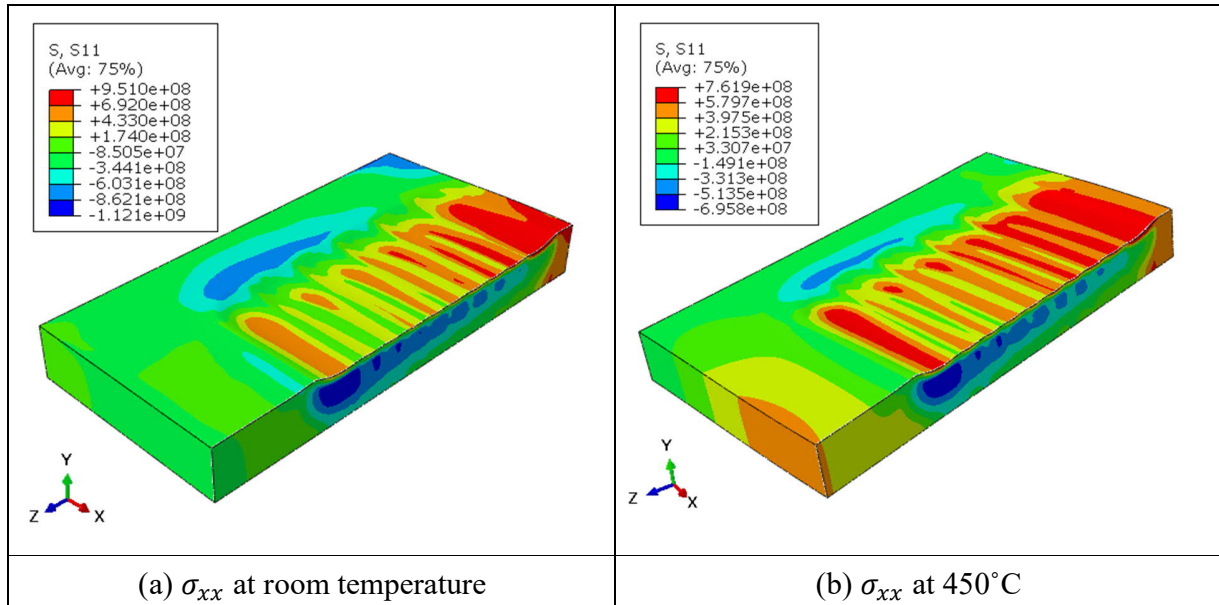 S, S11
(Avg: 75%)
+9.510e+08
+6.920e+08
+4.330e+08
+1.740e+08
-8.505e+07
-3.441e+08
-6.031e+08
-8.621e+08
-1.121e+09
Y
Z
X
S, S11
(Avg: 75%)
+7.619e+08
+5.797e+08
+3.975e+08
+2.153e+08
+3.307e+07
-1.491e+08
-3.313e+08
-5.135e+08
-6.958e+08
Y
Z
X
(a) σxx at room temperature
(b) σxx at 450˚C